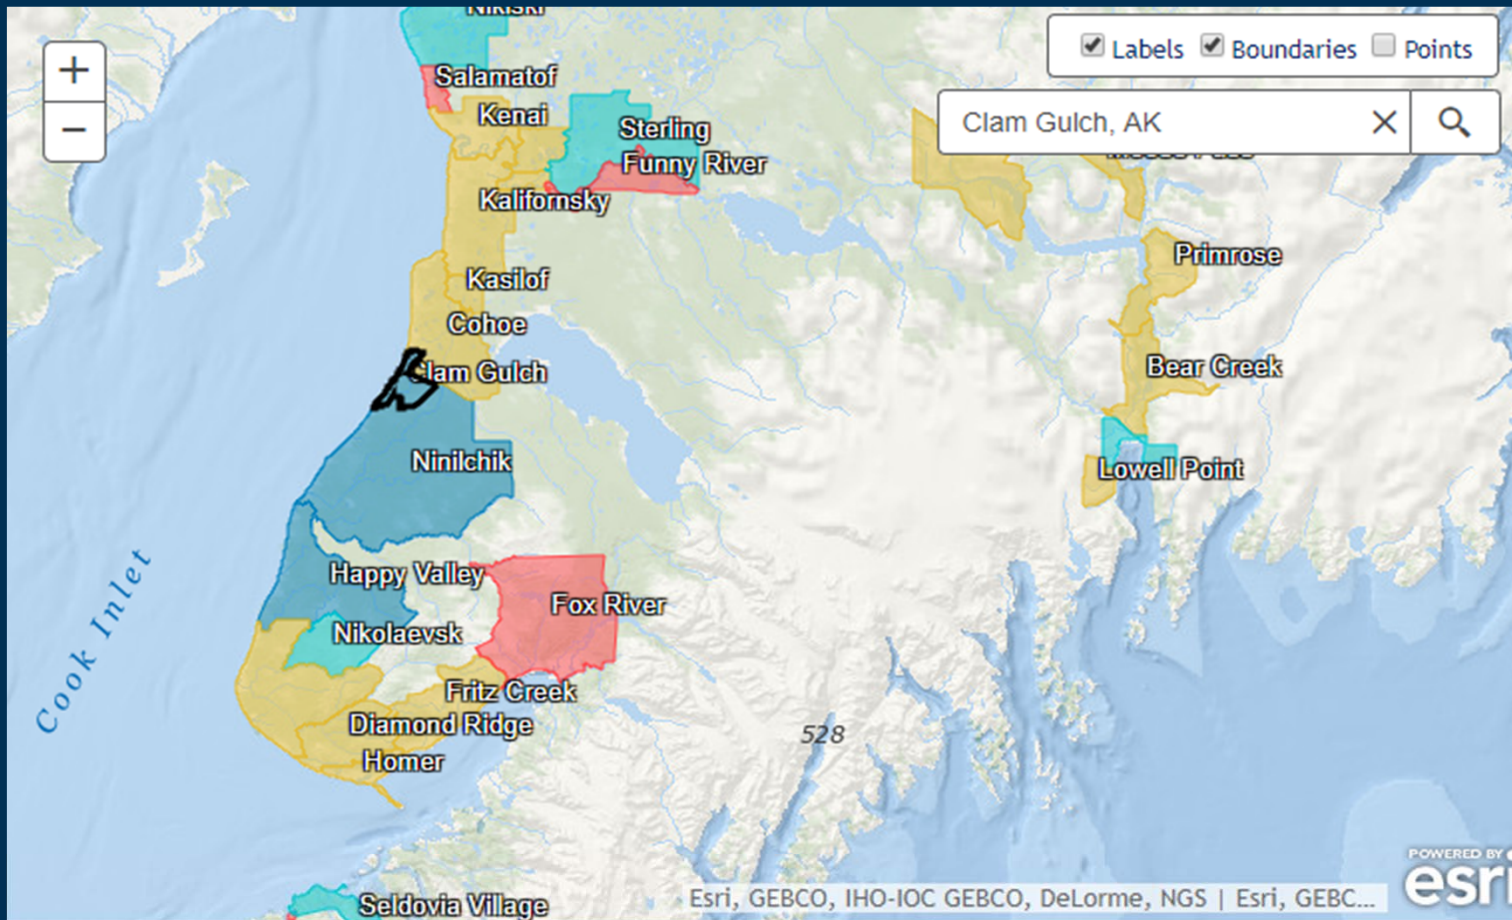 Nikiski
Labels Boundaries Points
+
Salamatof
Clam Gulch, AK
Kenai
−
Sterling
Funny River
Kalifornsky
Primrose
Kasilof
Cohoe
Bear Creek
Clam Gulch
Ninilchik
Lowell Point
Happy Valley
Fox River
Nikolaevsk
Cook Inlet
Fritz Creek
Diamond Ridge
528
Homer
POWERED BY
esri
Esri, GEBCO, IHO-IOC GEBCO, DeLorme, NGS | Esri, GEBC...
Seldovia Village